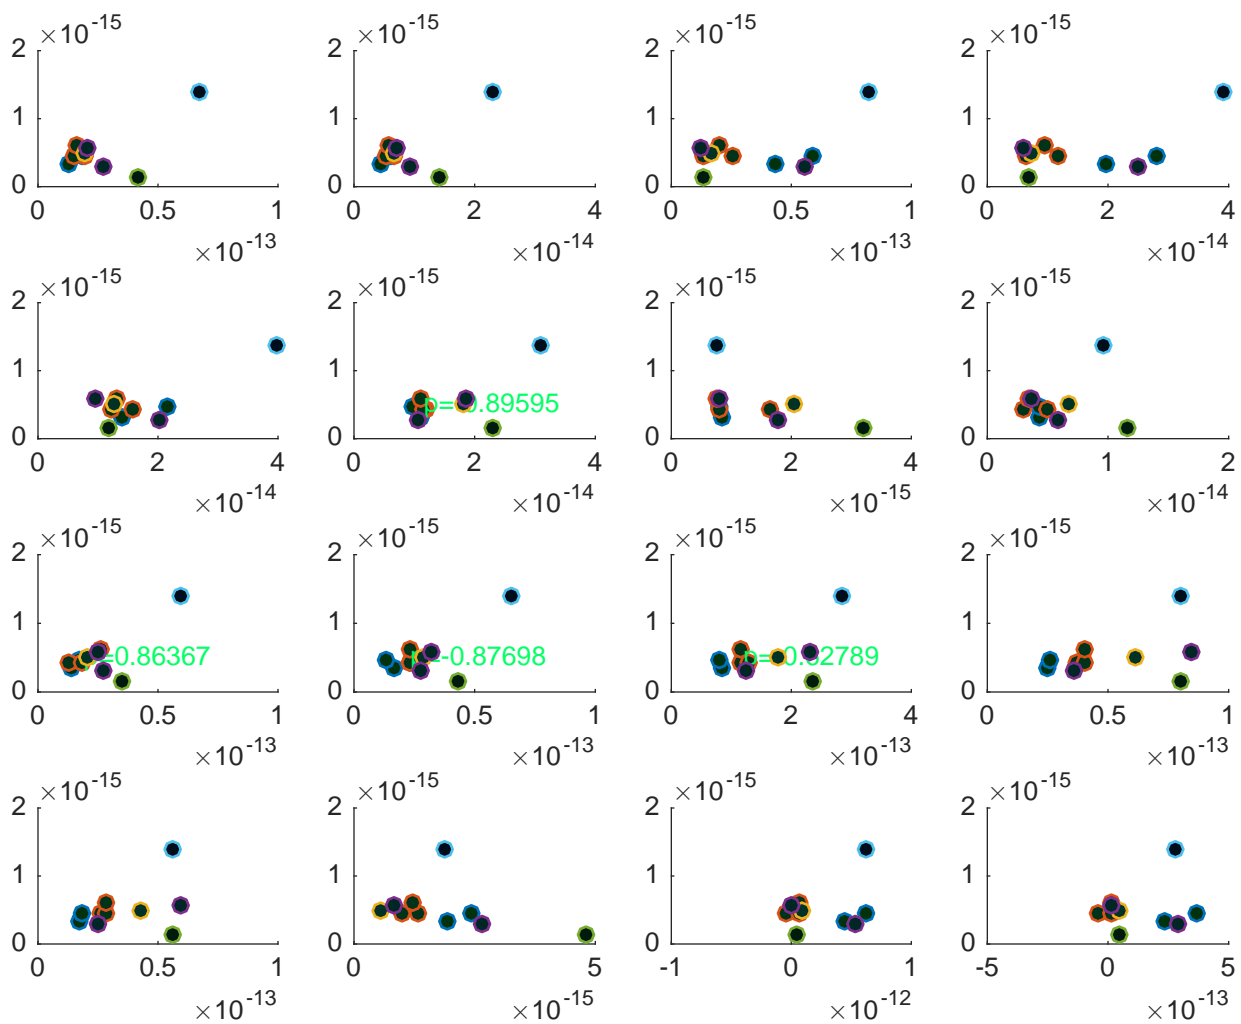 ×10-15 ×10-15 ×10-15 ×10-15
2 2 2 2
1 1 1 1
0 0 0 0
0 0.5 1 0 2 4 0 0.5 1 0 2 4
×10-13 ×10-14 ×10-13 ×10-14
×10-15 ×10-15 ×10-15 ×10-15
2 2 2 2
1 1 1 1
0.89595
0 0 0 0
0 2 4 0 2 4 0 2 4 0 1 2
×10-14 ×10-14 ×10-15 ×10-14
×10-15 ×10-15 ×10-15 ×10-15
2 2 2 2
1 1 1 1
=0.86367 -0.87698
0 0 0 0
0 0.5 1 0 0.5 1 0 2 4 0 0.5 1
×10-13 ×10-13 ×10-13 ×10-13
×10-15 ×10-15 ×10-15 ×10-15
2 2 2 2
1 1 1 1
0 0 0 0
0 0.5 1 0 5 -1 0 1 -5 0 5
×10-13 ×10-15 ×10-12 ×10-13